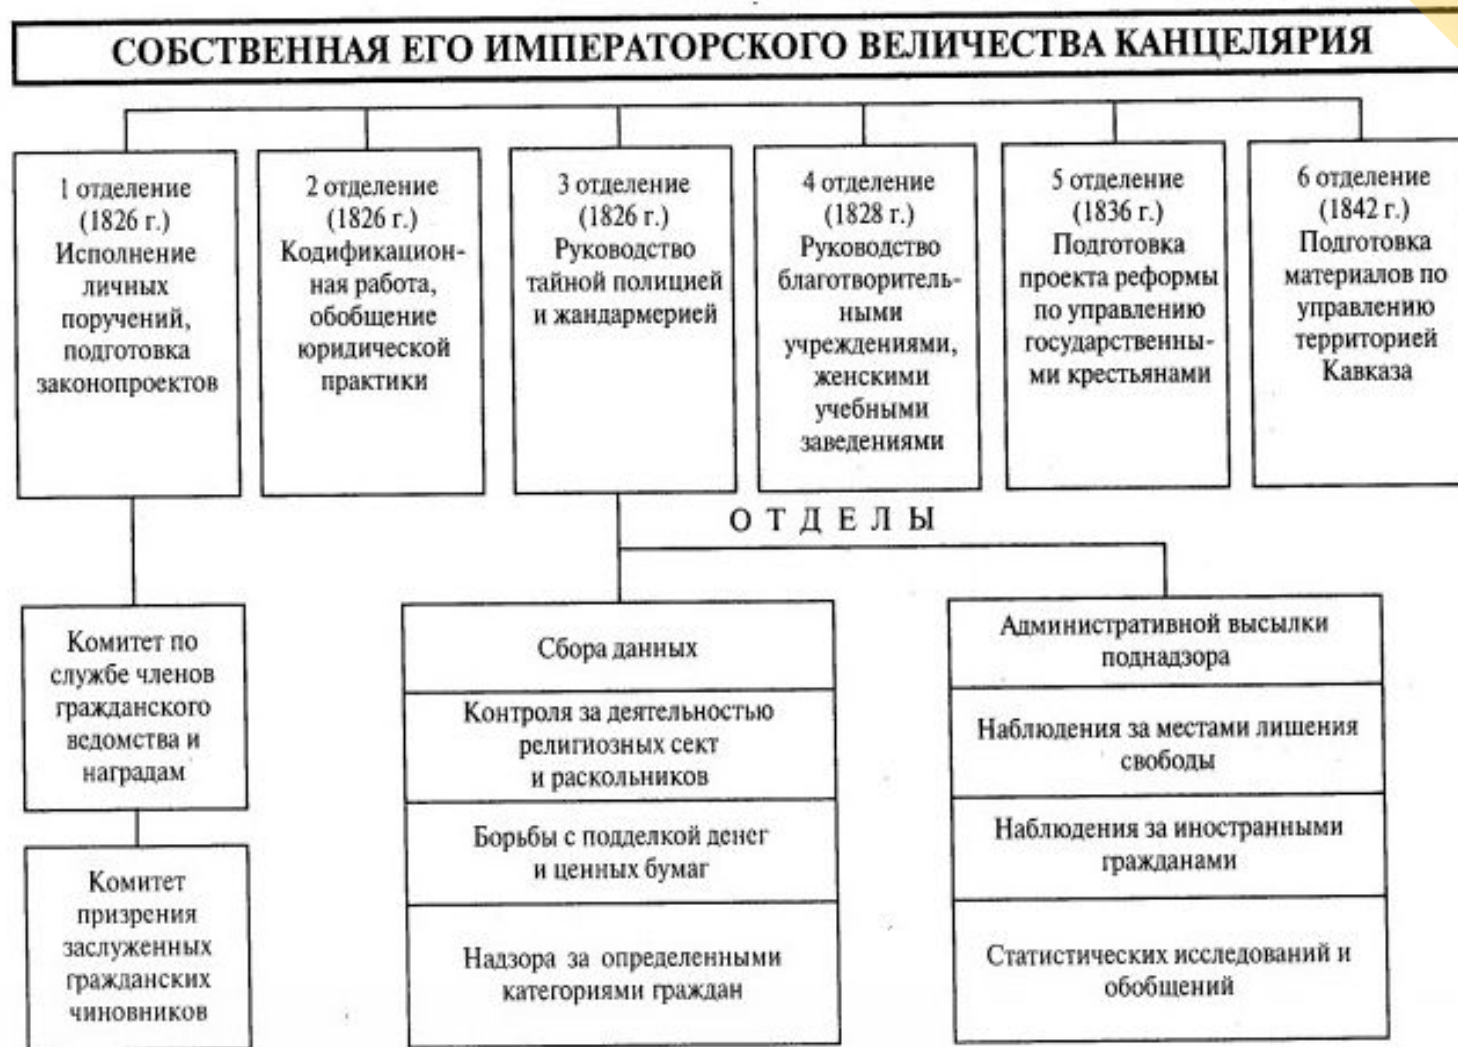 СОБСТВЕННАЯ ЕГО ИМПЕРАТОРСКОГО ВЕЛИЧЕСТВА КАНЦЕЛЯРИЯ
1 отделение
(1826 г.)
Исполнение
личных
поручений,
подготовка
законопроектов
2 отделение
(1826 г.)
Кодификацион-
ная работа,
обобщение
юридической
практики
3 отделение
(1826 г.)
Руководство
тайной полицией
и жандармерией
4 отделение
(1828 г.)
Руководство
благотворитель-
ными
учреждениями,
женскими
учебными
заведениями
5 отделение
(1836 г.)
Подготовка
проекта реформы
по управлению
государственны-
ми крестьянами
6 отделение
(1842 г.)
Подготовка
материалов по
управлению
территорией
Кавказа
ОТДЕЛЫ
Комитет по
службе членов
гражданского
ведомства и
наградам
Комитет
призрения
заслуженных
гражданских
чиновников
Сбора данных
Контроля за деятельностью
религиозных сект
и раскольников
Борьбы с подделкой денег
и ценных бумаг
Надзора за определенными
категориями граждан
Административной высылки
поднадзора
Наблюдения за местами лишения
свободы
Наблюдения за иностранными
гражданами
Статистических исследований и
обобщений